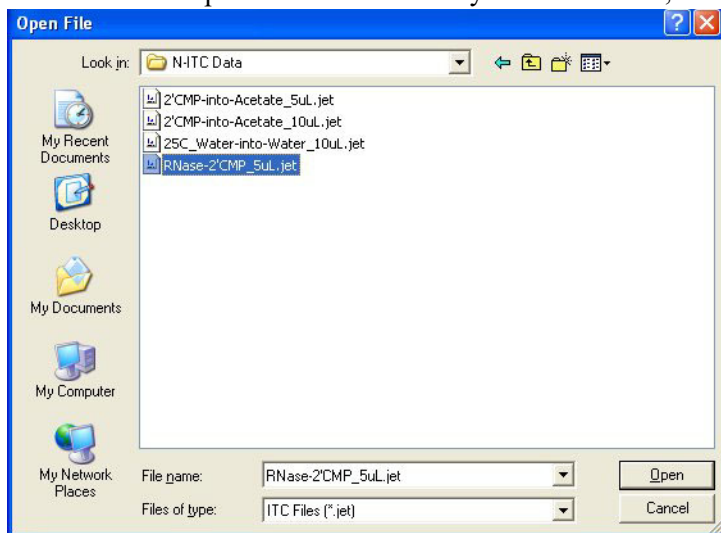 Open File
Look in: N-ITC Data
2'CMP-into-Acetate_5uL.jet
2'CMP-into-Acetate_10uL.jet
25C_Water-into-Water_10uL.jet
RNase-2'CMP_5uL.jet
My Recent
Documents
Desktop
My Documents
My Computer
My Network
Places
File name: RNase-2'CMP_5uL.jet Open
Files of type: ITC Files (*.jet) Cancel